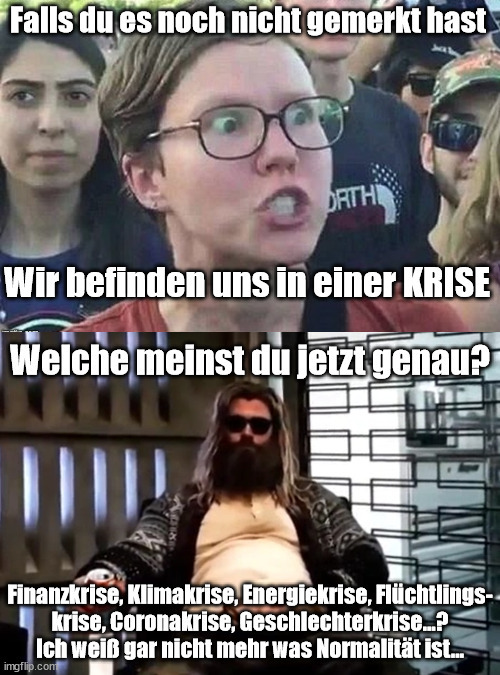 Falls du es noch nicht gemerkt hast
ORTH
Wir befinden uns in einer KRISE
Welche meinst du jetzt genau?
Finanzkrise, Klimakrise, Energiekrise, Flüchtlings-
krise, Coronakrise, Geschlechterkrise...?
Ich weiß gar nicht mehr was Normalität ist...
imgflip.com